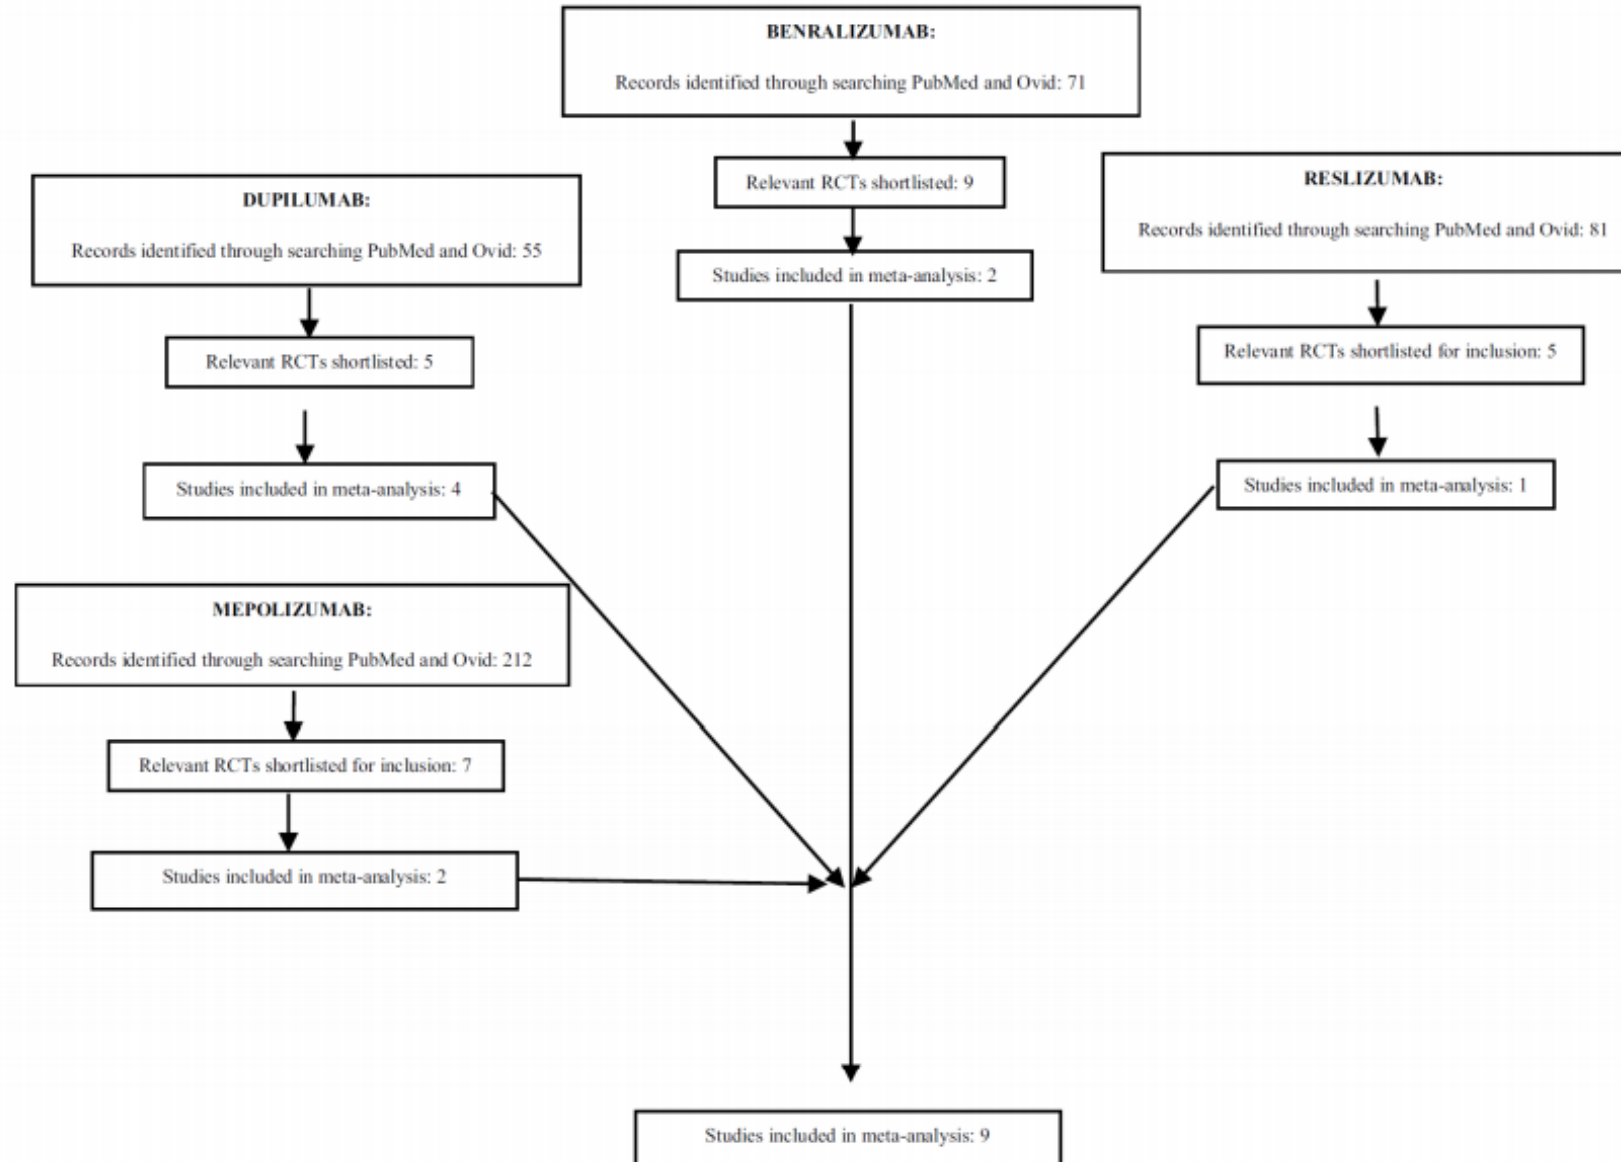 BENRALIZUMAB:
Records identified through searching PubMed and Ovid: 71
Relevant RCTs shortlisted: 9
Studies included in meta-analysis: 2
DUPILUMAB:
Records identified through searching PubMed and Ovid: 55
Relevant RCTs shortlisted: 5
Studies included in meta-analysis: 4
RESLIZUMAB:
Records identified through searching PubMed and Ovid: 81
Relevant RCTs shortlisted for inclusion: 5
Studies included in meta-analysis: 1
MEPOLIZUMAB:
Records identified through searching PubMed and Ovid: 212
Relevant RCTs shortlisted for inclusion: 7
Studies included in meta-analysis: 2
Studies included in meta-analysis: 9